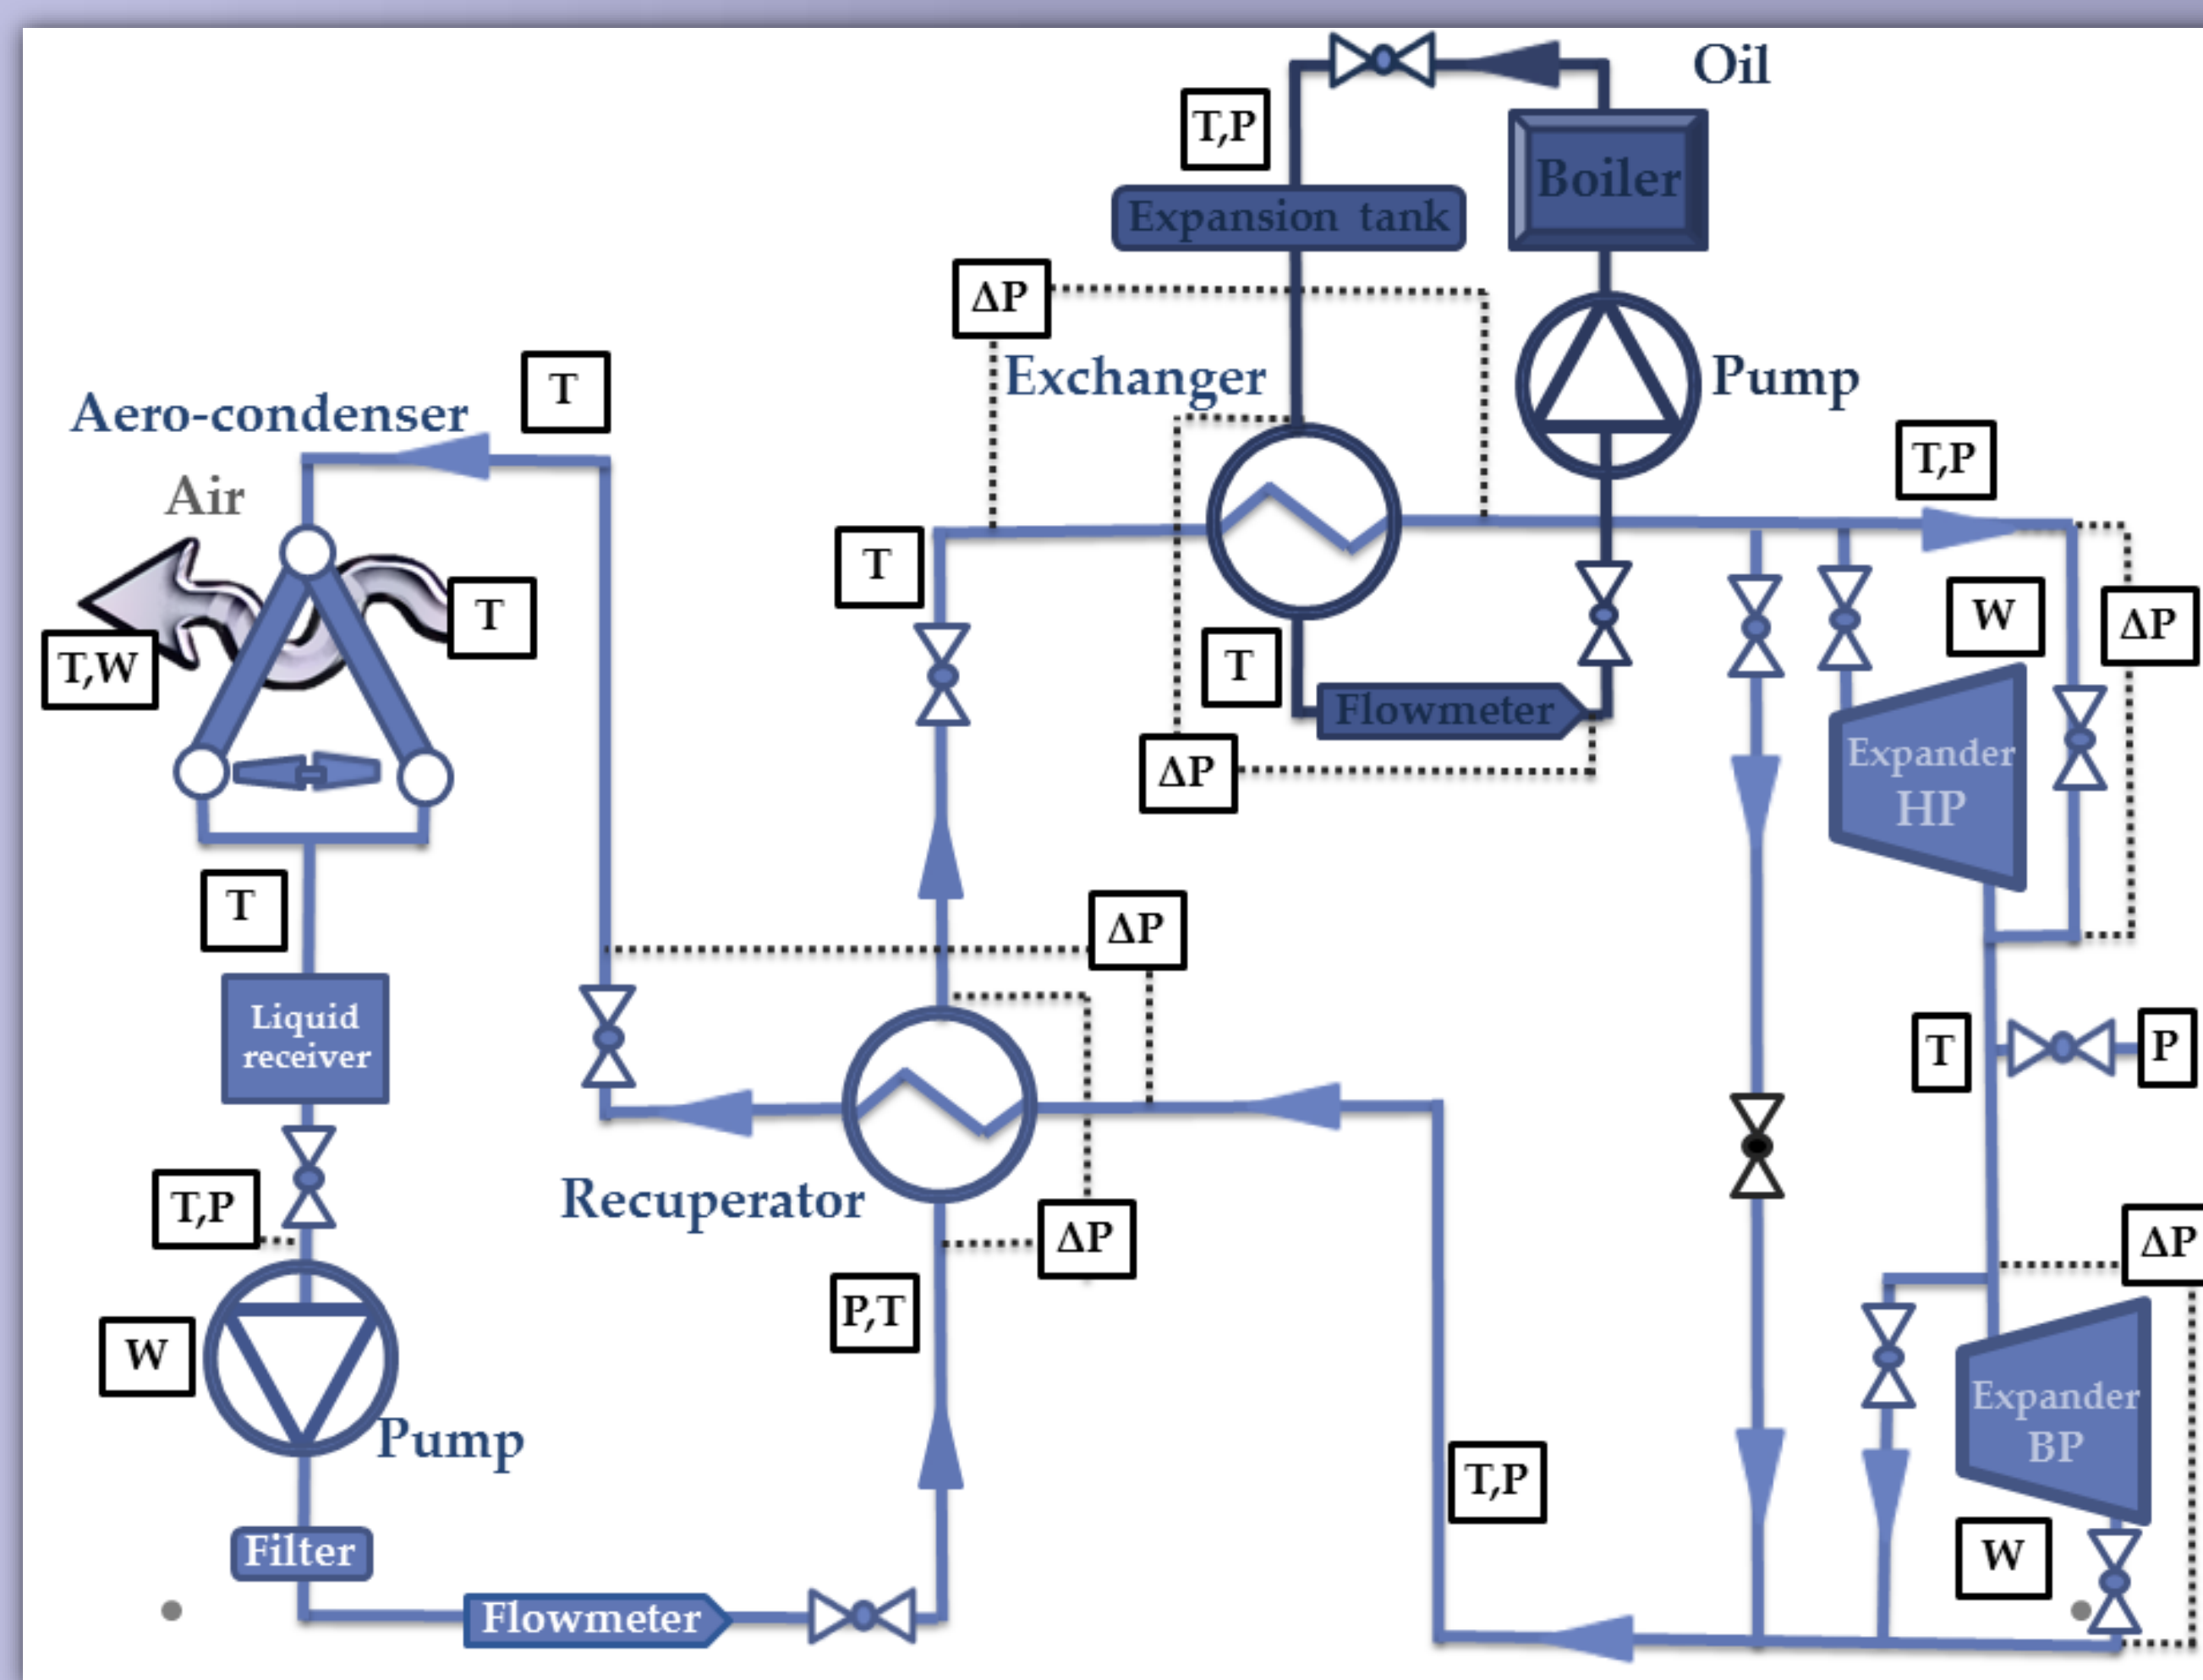 Oil
T,P
Boiler
Expansion tank
ΔP
Exchanger
Pump
T
Aero-condenser
Air
T,P
T
T
T,W
W
ΔP
T
Flowmeter
ΔP
Expander
HP
T
ΔP
Liquid
receiver
T
P
Recuperator
T,P
ΔP
ΔP
P,T
W
Pump
Expander
BP
T,P
Filter
W
Flowmeter